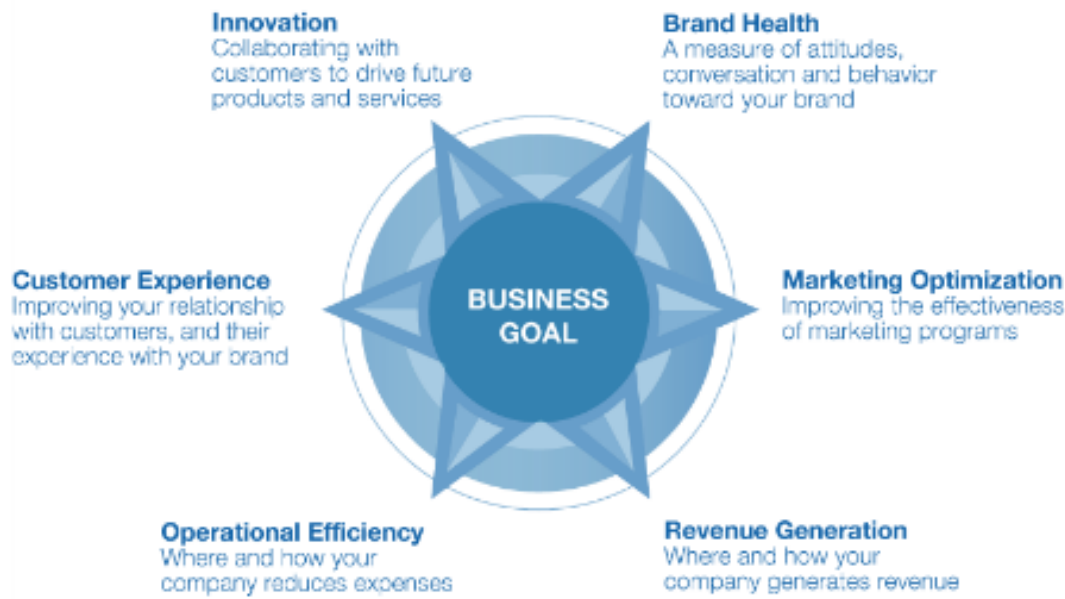 Innovation
Collaborating with
customers to drive future
products and services
Brand Health
A measure of attitudes,
conversation and behavior
toward your brand
Customer Experience
Improving your relationship
with customers, and their
experience with your brand
BUSINESS
GOAL
Marketing Optimization
Improving the effectiveness
of marketing programs
Operational Efficiency
Where and how your
company reduces expenses
Revenue Generation
Where and how your
company generates revenue